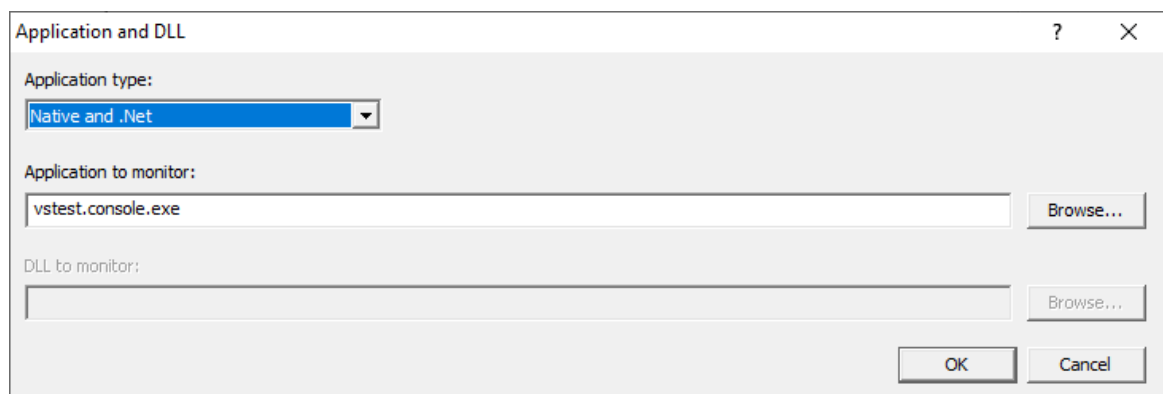 Application and DLL
?
Application type:
Native and .Net
Application to monitor:
vstest.console.exe
Browse...
DLL to monitor:
Browse...
OK
Cancel